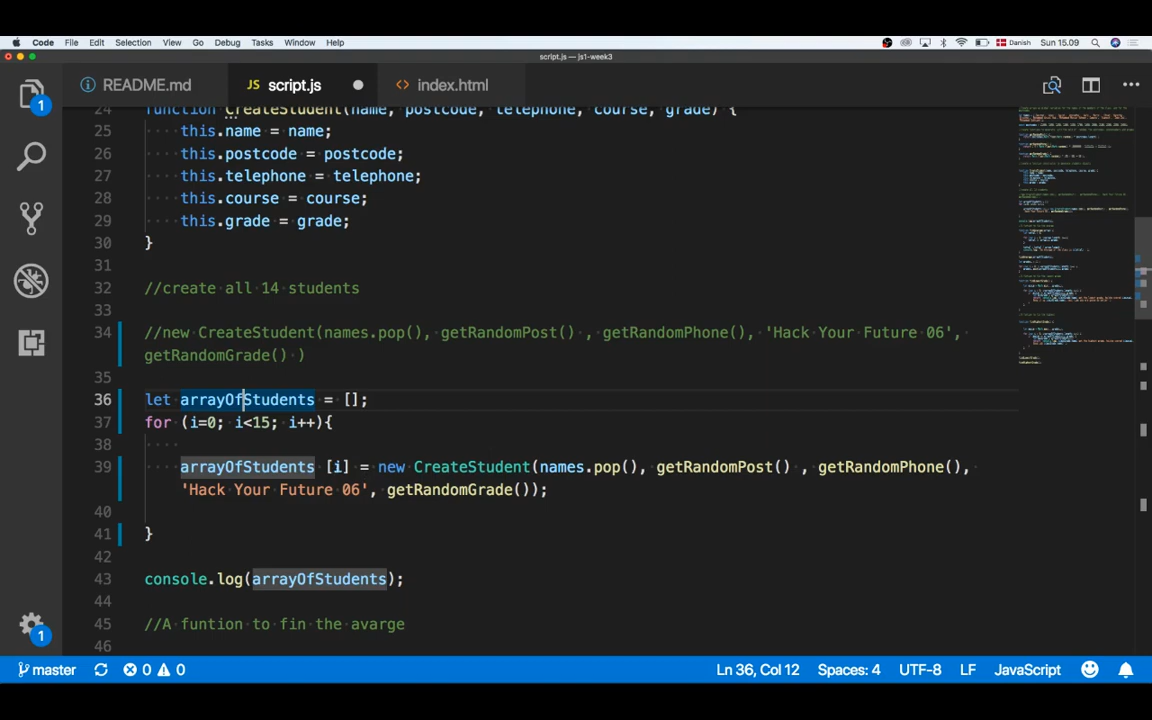 Code File Edit Selection View Go Debug Tasks Window Help Danish Sun 15.09
script.js — js1-week3
README.md JS script.js index.html
24 function CreateStudent(name, postcode, telephone, course, grade) {
25 this.name = name;
26 this.postcode = postcode;
27 this.telephone = telephone;
28 this.course = course;
29 this.grade = grade;
30 }
31
32 //create all 14 students
33
34 //new CreateStudent(names.pop(), getRandomPost() , getRandomPhone(), 'Hack Your Future 06',
getRandomGrade() )
35
36 let arrayOfStudents = [];
37 for (i=0; i<15; i++){
38
39 arrayOfStudents [i] = new CreateStudent(names.pop(), getRandomPost() , getRandomPhone(),
'Hack Your Future 06', getRandomGrade());
40
41 }
42
43 console.log(arrayOfStudents);
44
45 //A funtion to fin the avarge
46
1
1
master 0 0 Ln 36, Col 12 Spaces: 4 UTF-8 LF JavaScript